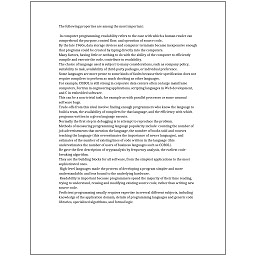 The following properties are among the most important:
In computer programming, readability refers to the ease with which a human reader can
comprehend the purpose, control flow, and operation of source code.
By the late 1960s, data storage devices and computer terminals became inexpensive enough
that programs could be created by typing directly into the computers.
Many factors, having little or nothing to do with the ability of the computer to efficiently
compile and execute the code, contribute to readability.
The choice of language used is subject to many considerations, such as company policy,
suitability to task, availability of third-party packages, or individual preference.
Some languages are more prone to some kinds of faults because their specification does not
require compilers to perform as much checking as other languages.
For example, COBOL is still strong in corporate data centers often on large mainframe
computers, Fortran in engineering applications, scripting languages in Web development,
and C in embedded software.
This can be a non-trivial task, for example as with parallel processes or some unusual
software bugs.
Trade-offs from this ideal involve finding enough programmers who know the language to
build a team, the availability of compilers for that language, and the efficiency with which
programs written in a given language execute.
Normally the first step in debugging is to attempt to reproduce the problem.
Methods of measuring programming language popularity include: counting the number of
job advertisements that mention the language, the number of books sold and courses
teaching the language (this overestimates the importance of newer languages), and
estimates of the number of existing lines of code written in the language (this
underestimates the number of users of business languages such as COBOL).
He gave the first description of cryptanalysis by frequency analysis, the earliest code-
breaking algorithm.
They are the building blocks for all software, from the simplest applications to the most
sophisticated ones.
High-level languages made the process of developing a program simpler and more
understandable, and less bound to the underlying hardware.
Readability is important because programmers spend the majority of their time reading,
trying to understand, reusing and modifying existing source code, rather than writing new
source code.
Proficient programming usually requires expertise in several different subjects, including
knowledge of the application domain, details of programming languages and generic code
libraries, specialized algorithms, and formal logic.